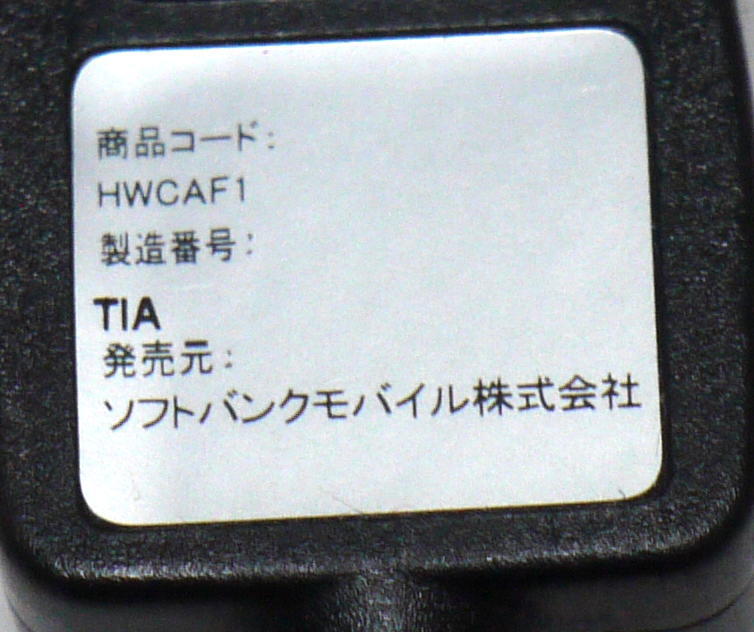 商品コード:
HWCAF1
製造番号:
TIA
発売元:
ソフトバンクモバイル株式会社